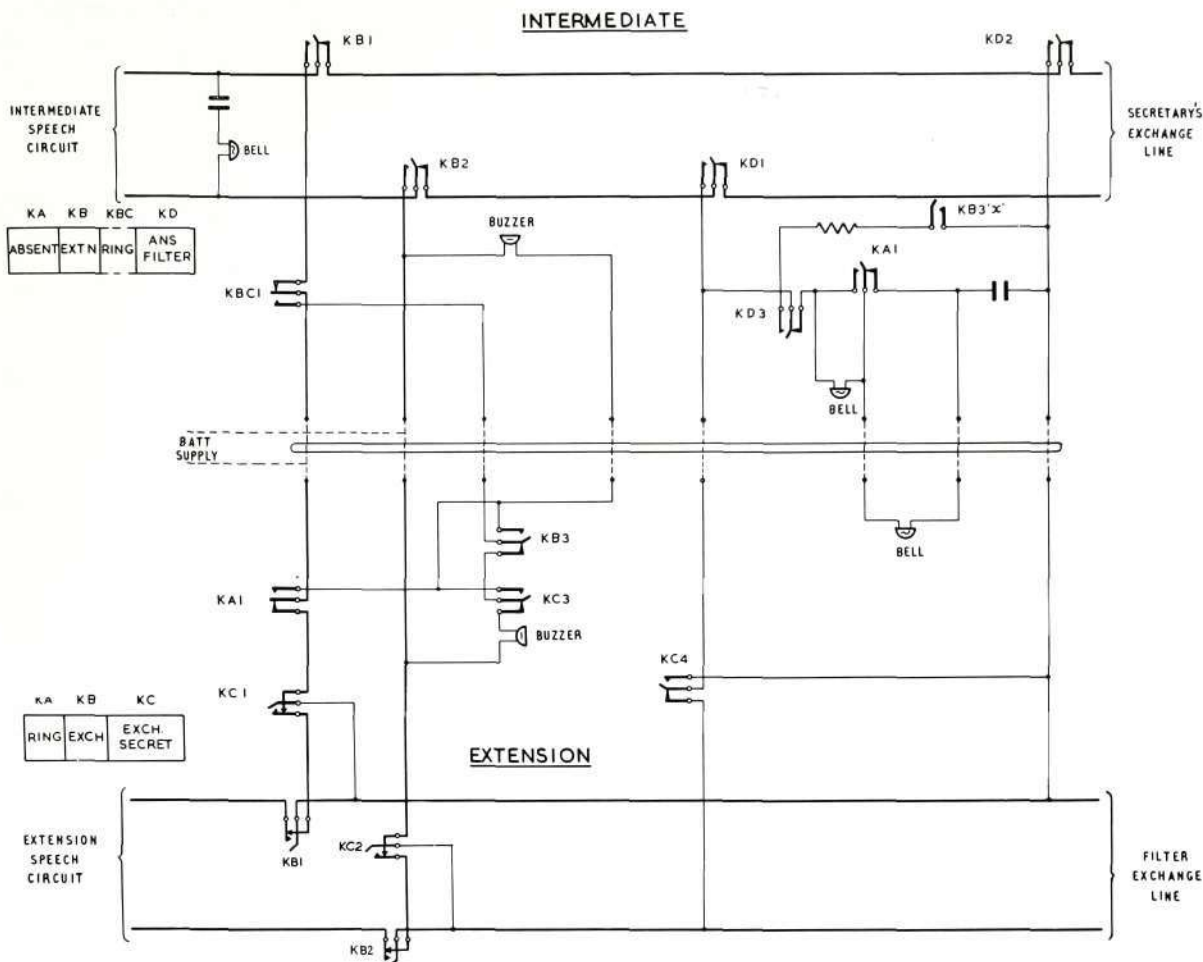 INTERMEDIATE
KB1
KD2
INTERMEDIATE
SPEECH
CIRCUIT
BELL
SECRETARY'S
EXCHANGE
LINE
KB2
KD1
KA KB KBC KD
ABSENT EXTN RING ANS FILTER
BUZZER
KB3'x'
KA1
KBC1
KD3
BELL
BATT
SUPPLY
KB3
BELL
KA1
KC3
BUZZER
KC4
KC1
KA KB KC
RING EXCH EXCH. SECRET
EXTENSION
EXTENSION
SPEECH
CIRCUIT
KB1
KC2
FILTER
EXCHANGE
LINE
KB2